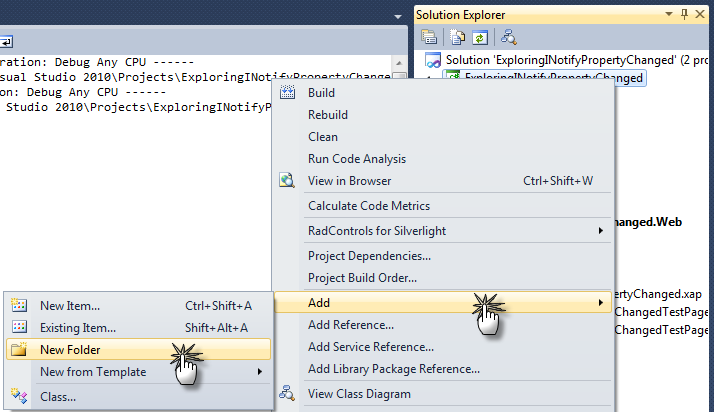 Solution Explorer
ration: Debug Any CPU ------
sual Studio 2010\Projects\ExploringINotifyPropertyChange
on: Debug Any CPU ------
Studio 2010\Projects\ExploringINotifyP
Solution 'ExploringINotifyPropertyChanged' (2 pro
ExploringINotifyPropertyChanged
hanged.Web
ertyChanged.xap
ChangedTestPage
ChangedTestPage
Build
Rebuild
Clean
Run Code Analysis
View in Browser Ctrl+Shift+W
Calculate Code Metrics
RadControls for Silverlight
Project Dependencies...
Project Build Order...
Add
Add Reference...
Add Service Reference...
Add Library Package Reference...
View Class Diagram
New Item... Ctrl+Shift+A
Existing Item... Shift+Alt+A
New Folder
New from Template
Class...